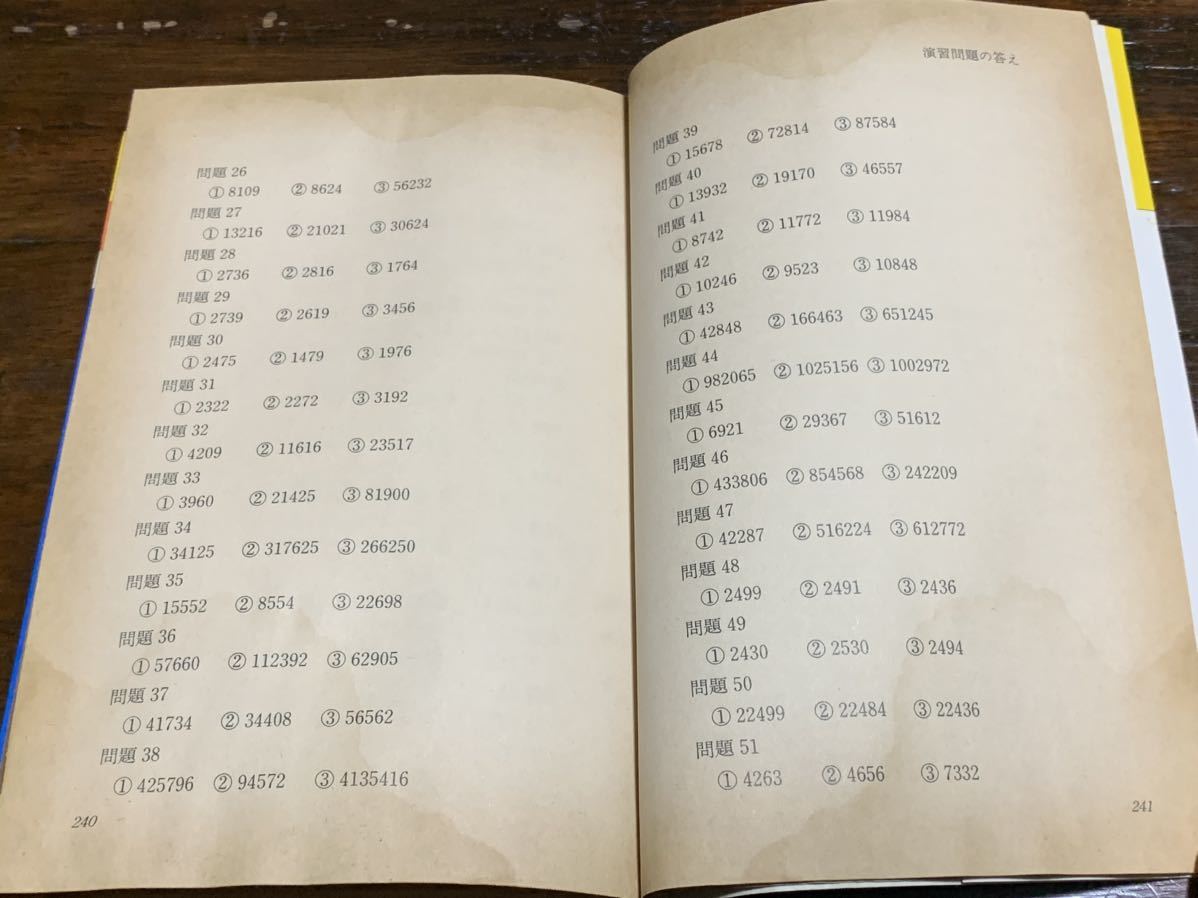 問題 26
① 8109 ② 8624 ③ 56232
問題 27
① 13216 ② 21021 ③ 30624
問題 28
① 2736 ② 2816 ③ 1764
問題 29
① 2739 ② 2619 ③ 3456
問題 30
① 2475 ② 1479 ③ 1976
問題 31
① 2322 ② 2272 ③ 3192
問題 32
① 4209 ② 11616 ③ 23517
問題 33
① 3960 ② 21425 ③ 81900
問題 34
① 34125 ② 317625 ③ 266250
問題 35
① 15552 ② 8554 ③ 22698
問題 36
① 57660 ② 112392 ③ 62905
問題 37
① 41734 ② 34408 ③ 56562
問題 38
① 425796 ② 94572 ③ 4135416
240
演習問題の答え
問題 39
① 15678 ② 72814 ③ 87584
問題 40
① 13932 ② 19170 ③ 46557
問題 41
① 8742 ② 11772 ③ 11984
問題 42
① 10246 ② 9523 ③ 10848
問題 43
① 42848 ② 166463 ③ 651245
問題 44
① 982065 ② 1025156 ③ 1002972
問題 45
① 6921 ② 29367 ③ 51612
問題 46
① 433806 ② 854568 ③ 242209
問題 47
① 42287 ② 516224 ③ 612772
問題 48
① 2499 ② 2491 ③ 2436
問題 49
① 2430 ② 2530 ③ 2494
問題 50
① 22499 ② 22484 ③ 22436
問題 51
① 4263 ② 4656 ③ 7332
241